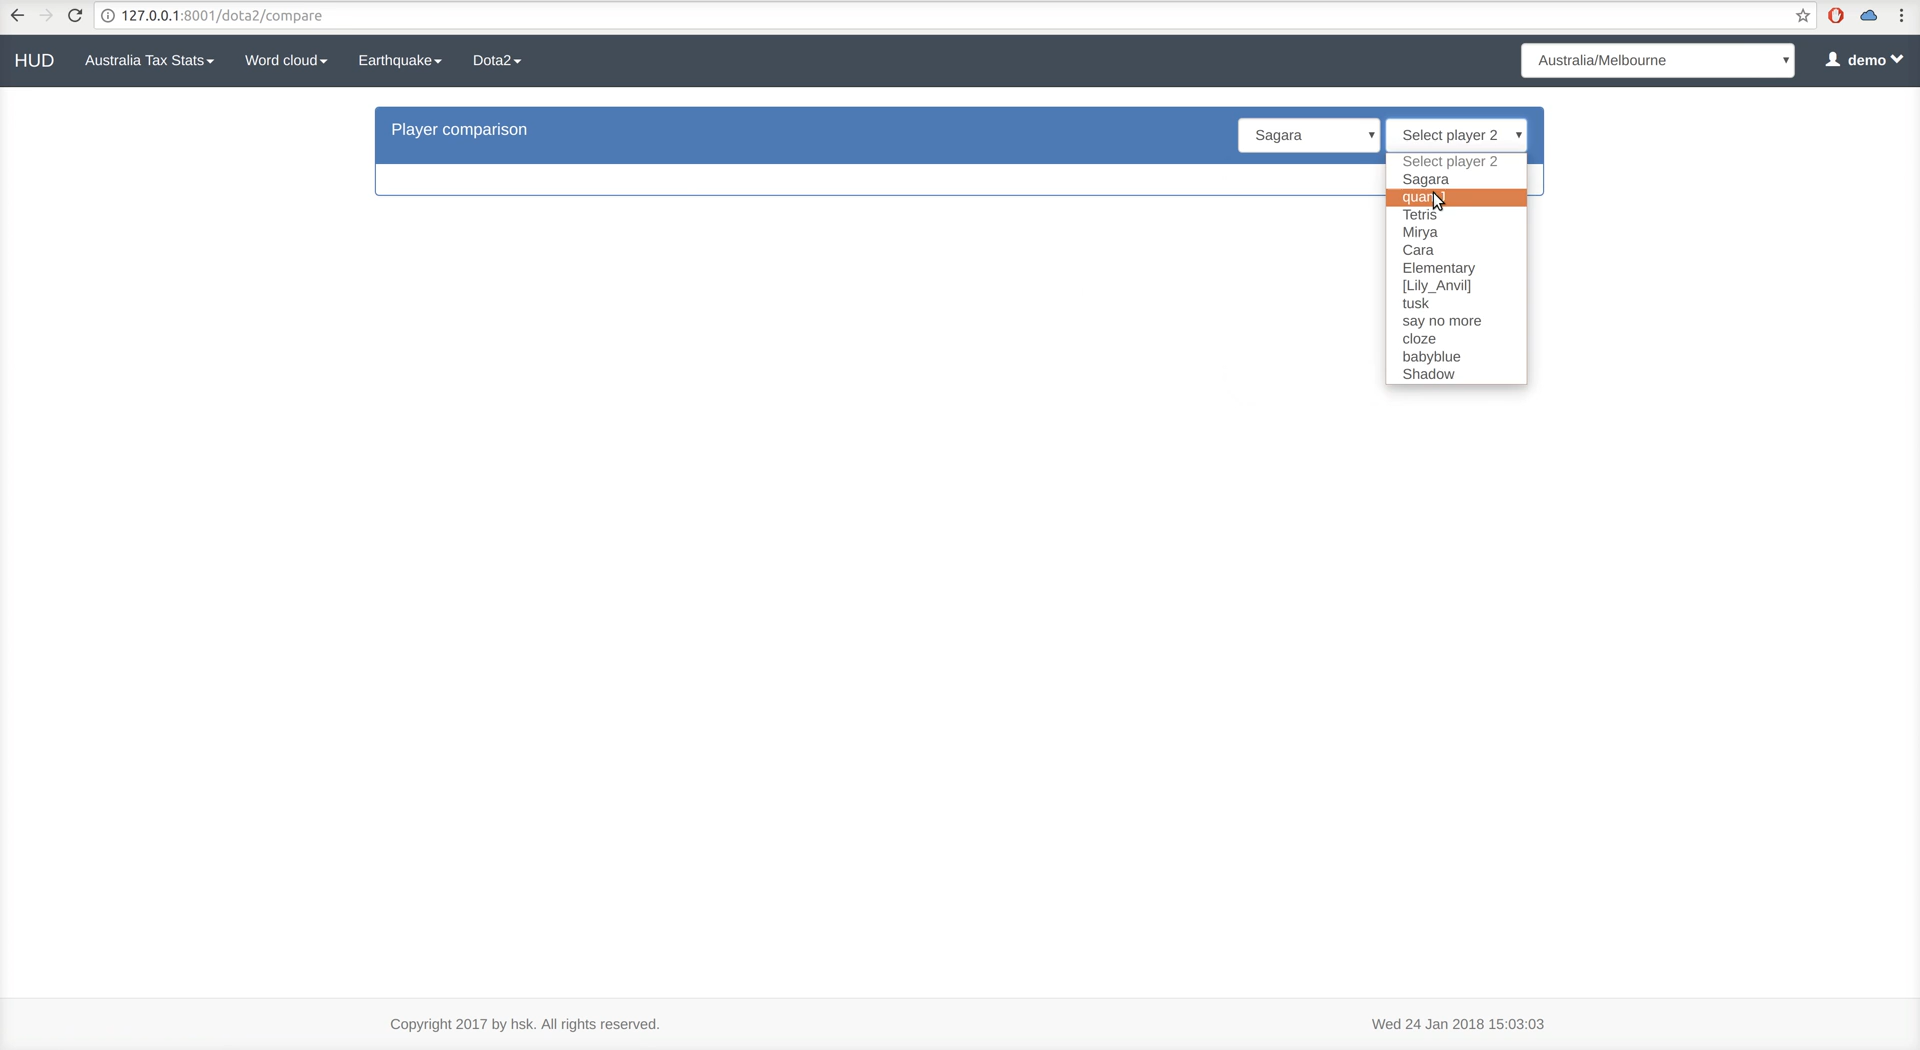 127.0.0.1:8001/dota2/compare
HUD Australia Tax Stats Word cloud Earthquake Dota2 Australia/Melbourne demo
Player comparison Sagara Select player 2
Select player 2
Sagara
Tetris
Mirya
Cara
Elementary
[Lily_Anvil]
tusk
say no more
cloze
babyblue
Shadow
Copyright 2017 by hsk. All rights reserved. Wed 24 Jan 2018 15:03:03